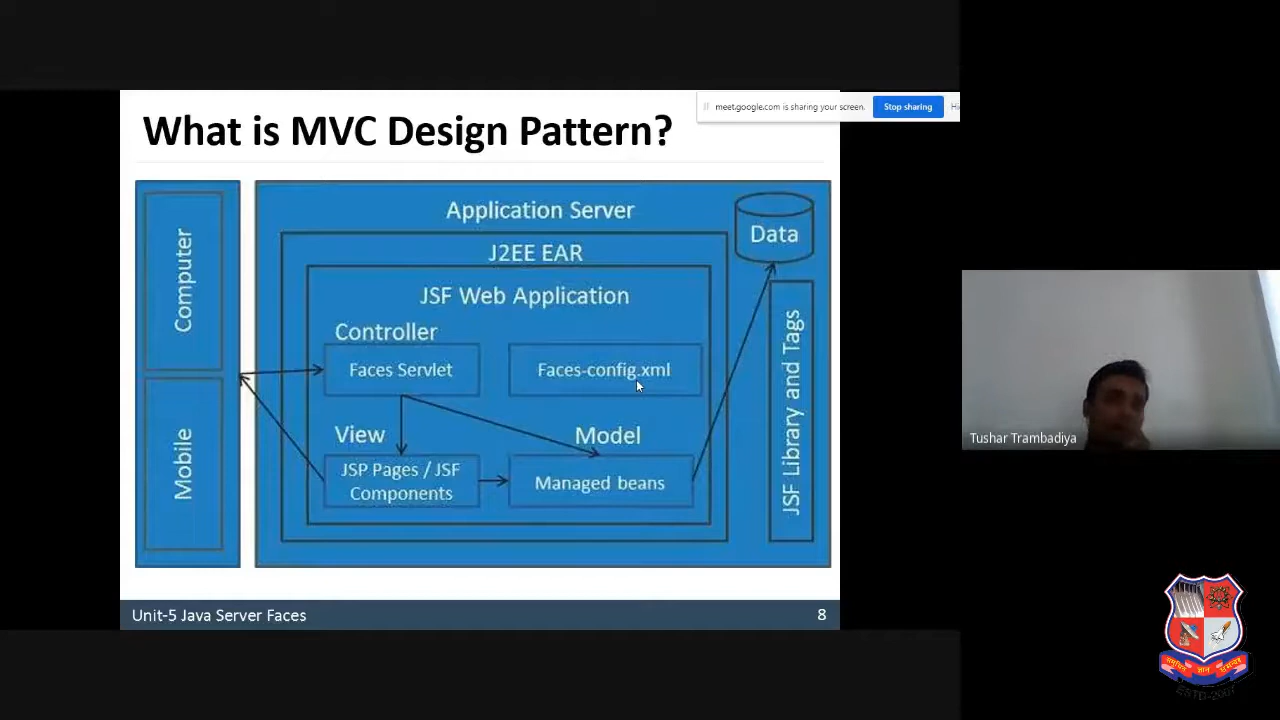 meet.google.com is sharing your screen.
Stop sharing
What is MVC Design Pattern?
Application Server
Data
J2EE EAR
JSF Web Application
Computer
Controller
Faces Servlet
Faces-config.xml
View
Model
JSP Pages / JSF
Components
Managed beans
Mobile
JSF Library and Tags
Unit-5 Java Server Faces
8
Tushar Trambadiya
ESTD-2007